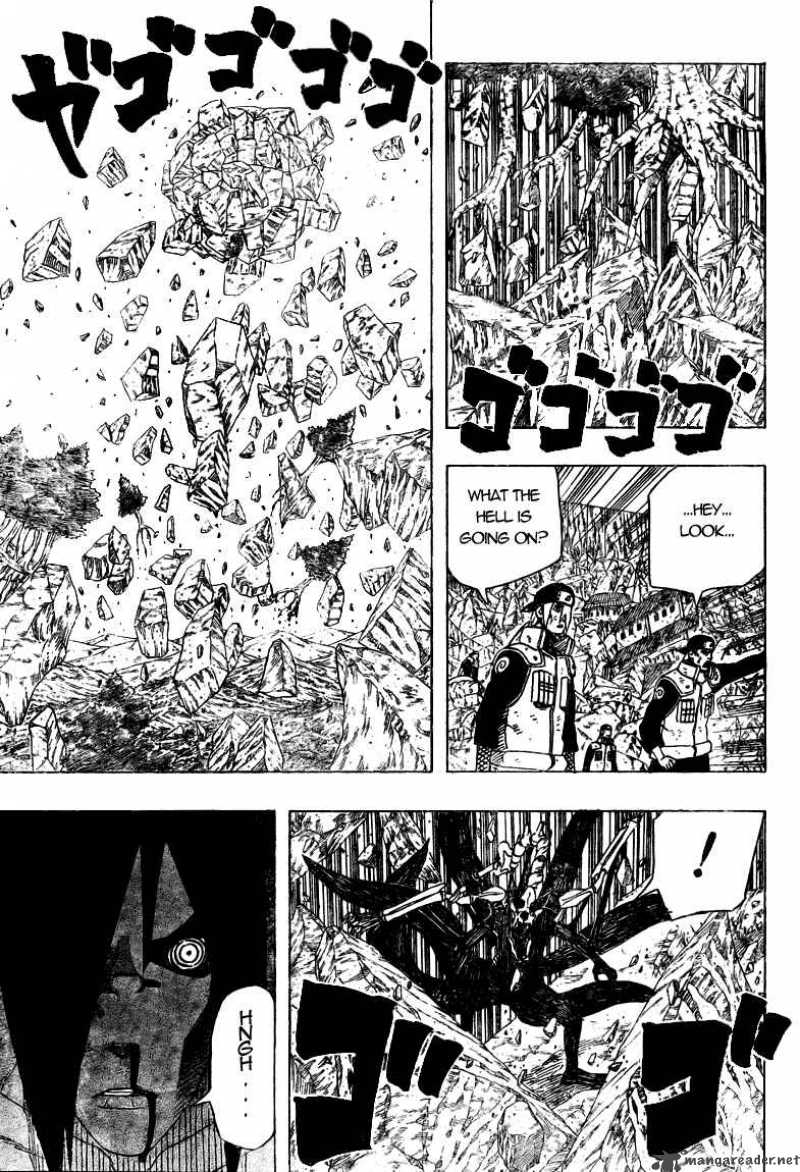 ゴゴゴゴ
...HEY...
LOOK...
WHAT THE
HELL IS
GOING ON?
ゴゴゴゴ
!
ゴゴ
HNGH...
mangareader.net